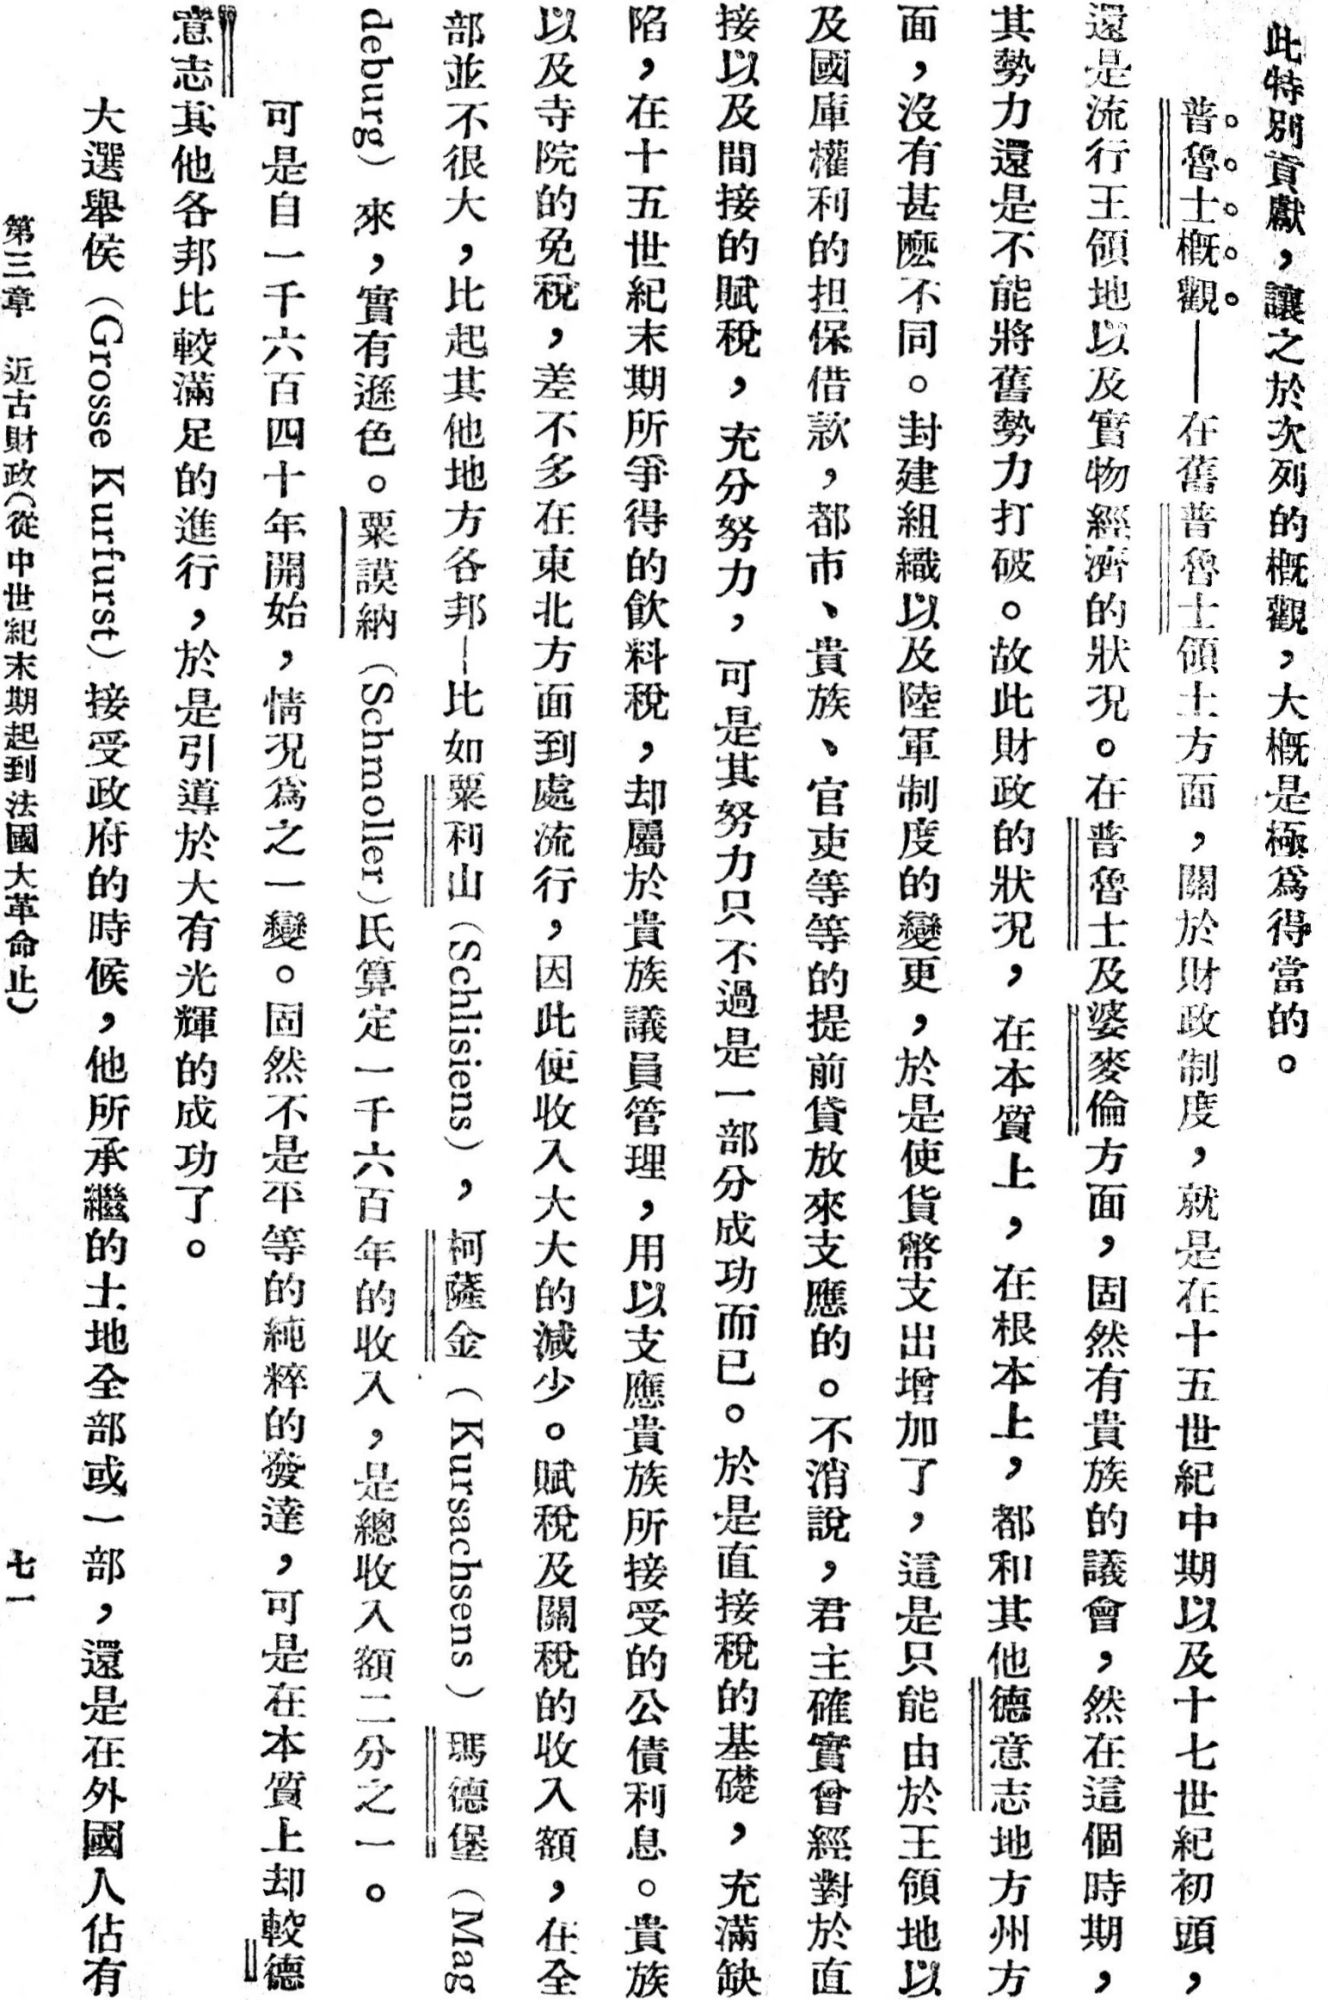 此特別貢獻，讓之於次列的概觀，大概是極爲得當的。
普魯士概觀——在舊普魯士領土方面，關於財政制度，就是在十五世紀中期以及十七世紀初頭，
還是流行王領地以及實物經濟的狀況。在普魯士及婆麥倫方面，固然有貴族的議會，然在這個時期，
其勢力還是不能將舊勢力打破。故此財政的狀況，在本質上，在根本上，都和其他德意志地方州方
面，沒有甚麼不同。封建組織以及陸軍制度的變更，於是使貨幣支出增加了，這是只能由於王領地以
及國庫權利的担保借款，都市、貴族、官吏等等的提前貸放來支應的。不消說，君主確實曾經對於直
接以及間接的賦稅，充分努力，可是其努力只不過是一部分成功而已。於是直接稅的基礎，充滿缺
陷，在十五世紀末期所爭得的飲料稅，却屬於貴族議員管理，用以支應貴族所接受的公債利息。貴族
以及寺院的免稅，差不多在東北方面到處流行，因此使收入大大的減少。賦稅及關稅的收入額，在全
部並不很大，比起其他地方各邦—比如粟利山（Schlisiens），柯薩金（Kursachsens）瑪德堡（Mag
deburg）來，實有遜色。粟謨納（Schmoller）氏算定一千六百年的收入，是總收入額二分之一。
可是自一千六百四十年開始，情況爲之一變。固然不是平等的純粹的發達，可是在本質上却較德
意志其他各邦比較滿足的進行，於是引導於大有光輝的成功了。
大選舉侯（Grosse Kurfurst）接受政府的時候，他所承繼的土地全部或一部，還是在外國人佔有
第三章　近古財政（從中世紀末期起到法國大革命止）　七一